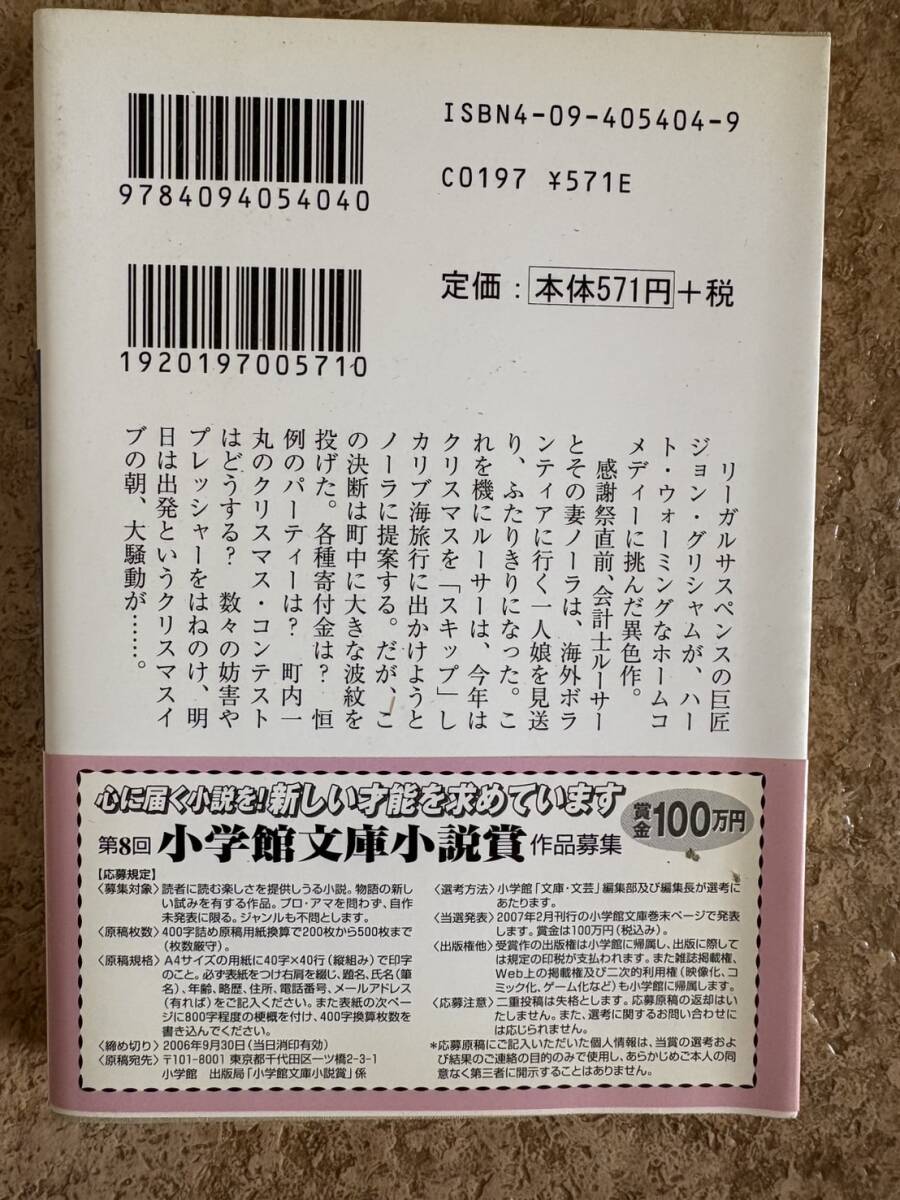 ISBN4-09-405404-9
C0197 ¥571E
9784094054040
定価：本体571円+税
1920197005710
リーガルサスペンスの巨匠
ジョン・グリシャムが、ハー
ト・ウォーミングなホームコ
メディーに挑んだ異色作。
感謝祭直前、会計士ルーサー
とその妻ノーラは、海外ボラ
ンティアに行く一人娘を見送
り、ふたりきりになった。こ
れを機にルーサーは、今年は
クリスマスを「スキップ」し
カリブ海旅行に出かけようと
ノーラに提案する。だが、こ
の決断は町中に大きな波紋を
投げた。各種寄付金は？ 恒
例のパーティーは？ 町内一
丸のクリスマス・コンテスト
はどうする？ 数々の妨害や
プレッシャーをはねのけ、明
日は出発というクリスマスイ
ブの朝、大騒動が……。
心に届く小説を！新しい才能を求めています
賞金100万円
第8回 小学館文庫小説賞 作品募集
【応募規定】
〈募集対象〉読者に読む楽しさを提供しうる小説。物語の新し
い試みを有する作品。プロ・アマを問わず、自作
未発表に限る。ジャンルも不問とします。
〈原稿枚数〉400字詰め原稿用紙換算で200枚から500枚まで
（枚数厳守）。
〈原稿規格〉A4サイズの用紙に40字×40行（縦組み）で印字
のこと。必ず表紙をつけ右肩を綴じ、題名、氏名（筆
名）、年齢、略歴、住所、電話番号、メールアドレス
（有れば）をご記入ください。また表紙の次ページ
に800字程度の梗概を付け、400字換算枚数を
書き込んでください。
〈締め切り〉2006年9月30日（当日消印有効）
〈原稿宛先〉〒101-8001 東京都千代田区一ツ橋2-3-1
小学館 出版局「小学館文庫小説賞」係
〈選考方法〉小学館「文庫・文芸」編集部及び編集長が選考に
あたります。
〈当選発表〉2007年2月刊行の小学館文庫巻末ページで発表
します。賞金は100万円（税込み）。
〈出版権他〉受賞作の出版権は小学館に帰属し、出版に際して
は規定の印税が支払われます。また雑誌掲載権、
Web上の掲載権及び二次的利用権（映像化、コ
ミック化、ゲーム化など）も小学館に帰属します。
〈応募注意〉二重投稿は失格とします。応募原稿の返却はい
たしません。また、選考に関するお問い合わせに
は応じられません。
＊応募原稿にご記入いただいた個人情報は、当賞の選考およ
び結果のご連絡の目的のみで使用し、あらかじめご本人の同
意なく第三者に開示することはありません。